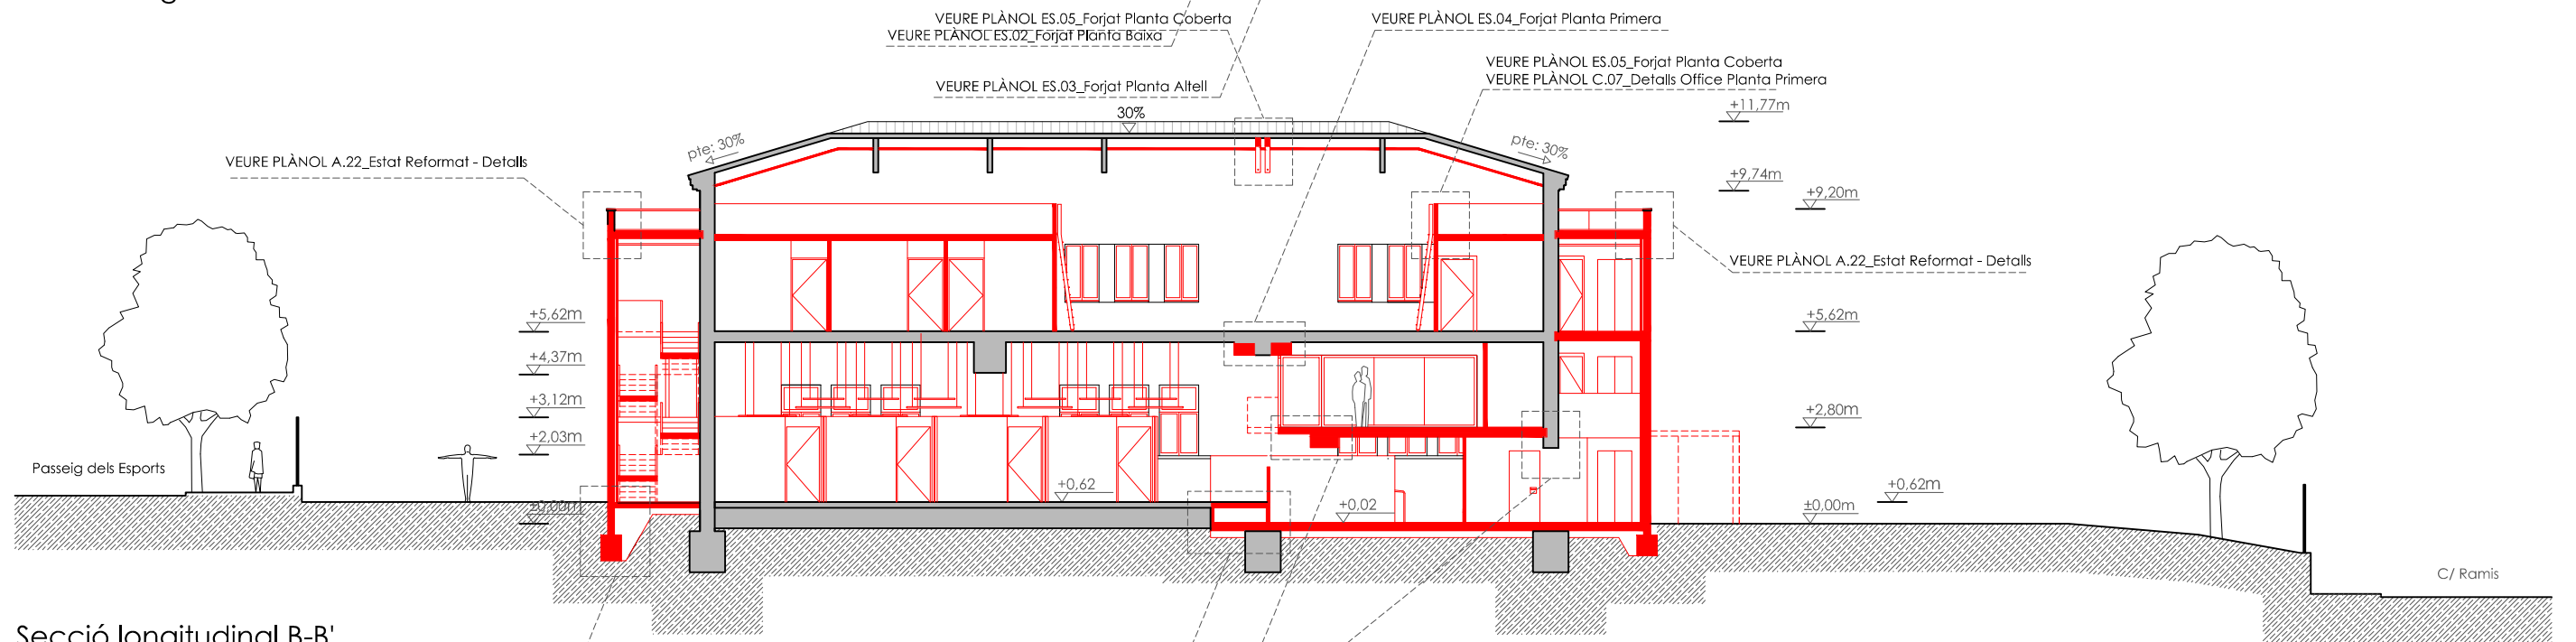 VEURE PLÀNOL ES.05_Forjat Planta Coberta
VEURE PLÀNOL ES.02_Forjat Planta Baixa
VEURE PLÀNOL ES.04_Forjat Planta Primera
VEURE PLÀNOL ES.05_Forjat Planta Coberta
VEURE PLÀNOL C.07_Detalls Office Planta Primera
VEURE PLÀNOL ES.03_Forjat Planta Altell
+11,77m
30%
pte: 30%
pte: 30%
VEURE PLÀNOL A.22_Estat Reformat - Detalls
+9,74m
+9,20m
VEURE PLÀNOL A.22_Estat Reformat - Detalls
+5,62m
+5,62m
+4,37m
+3,12m
+2,80m
+2,03m
Passeig dels Esports
+0,62
+0,62m
±0,00m
+0,02
±0,00m
C/ Ramis
Secció longitudinal B-B'